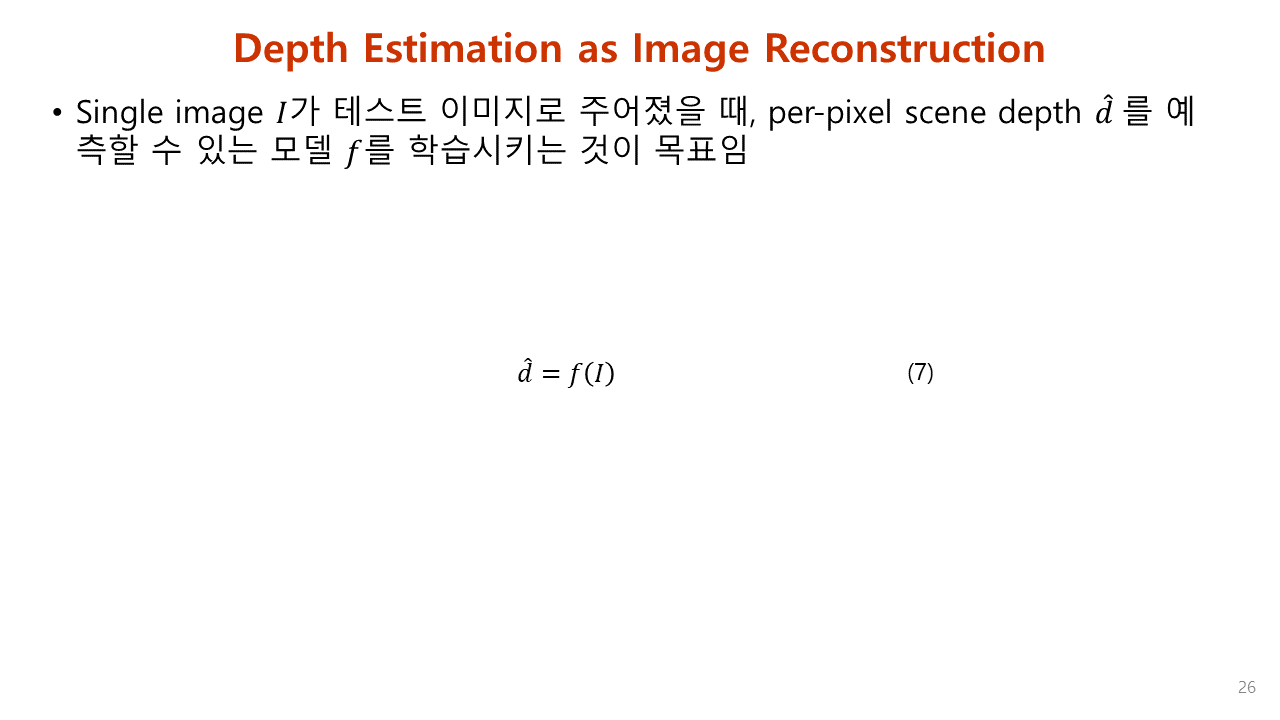 Depth Estimation as Image Reconstruction
• Single image 𝐼가 테스트 이미지로 주어졌을 때, per-pixel scene depth 𝑑̂ 를 예
측할 수 있는 모델 𝑓를 학습시키는 것이 목표임
𝑑̂ = 𝑓(𝐼) (7)
26